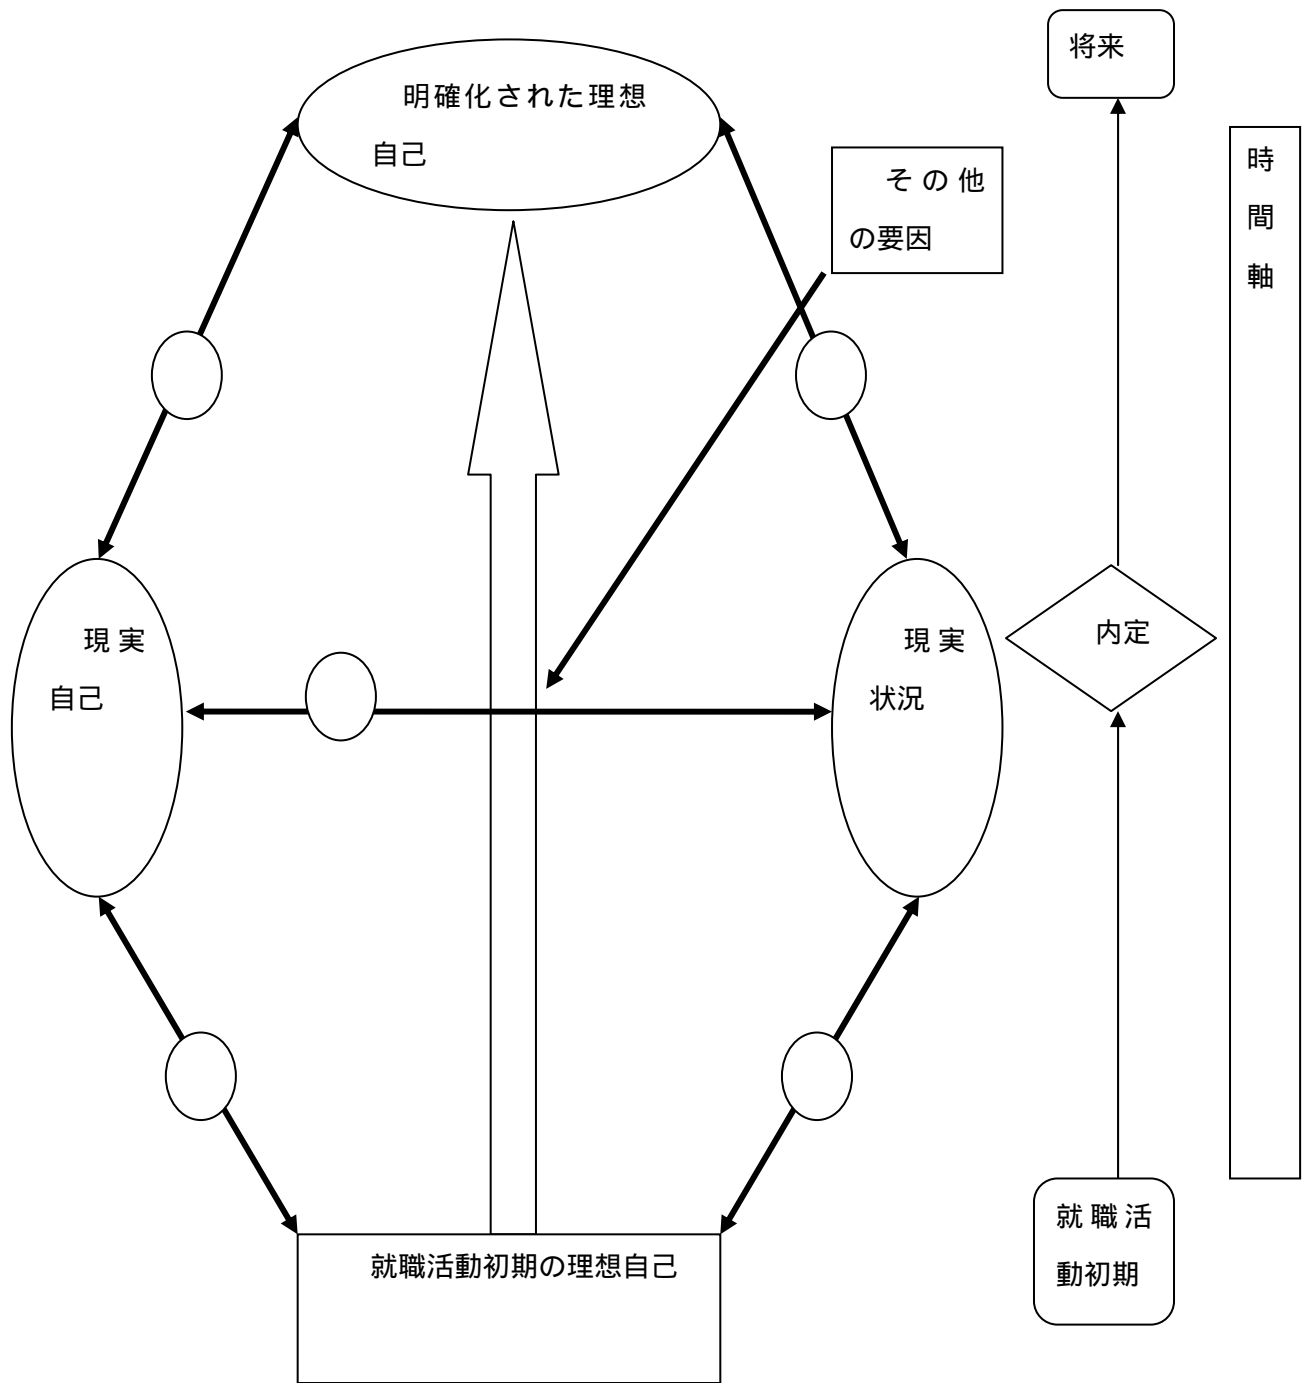 将来
明確化された理想
自己
その他
の要因
時
間
軸
現実
自己
現実
状況
内定
就職活
動初期
就職活動初期の理想自己